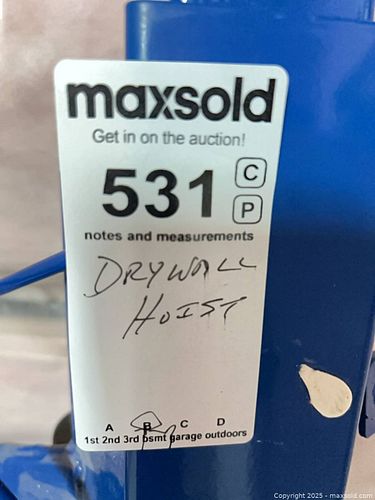 maxsold
Get in on the auction!
531
C
P
notes and measurements
DRYWALL
HOIST
A B C D
1st 2nd 3rd bsmt garage outdoors
Copyright 2025 - maxsold.com